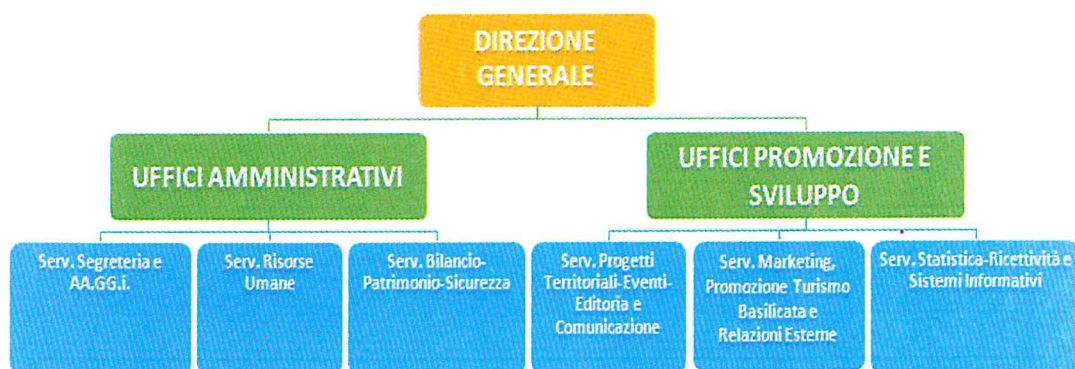 DIREZIONE
GENERALE
UFFICI AMMINISTRATIVI
UFFICI PROMOZIONE E
SVILUPPO
Serv. Segreteria e
AA.GG.i.
Serv. Risorse
Umane
Serv. Bilancio-
Patrimonio-Sicurezza
Serv. Progetti
Territoriali-Eventi-
Editoria e
Comunicazione
Serv. Marketing,
Promozione Turismo
Basilicata e
Relazioni Esterne
Serv. Statistica-Ricettività e
Sistemi Informativi